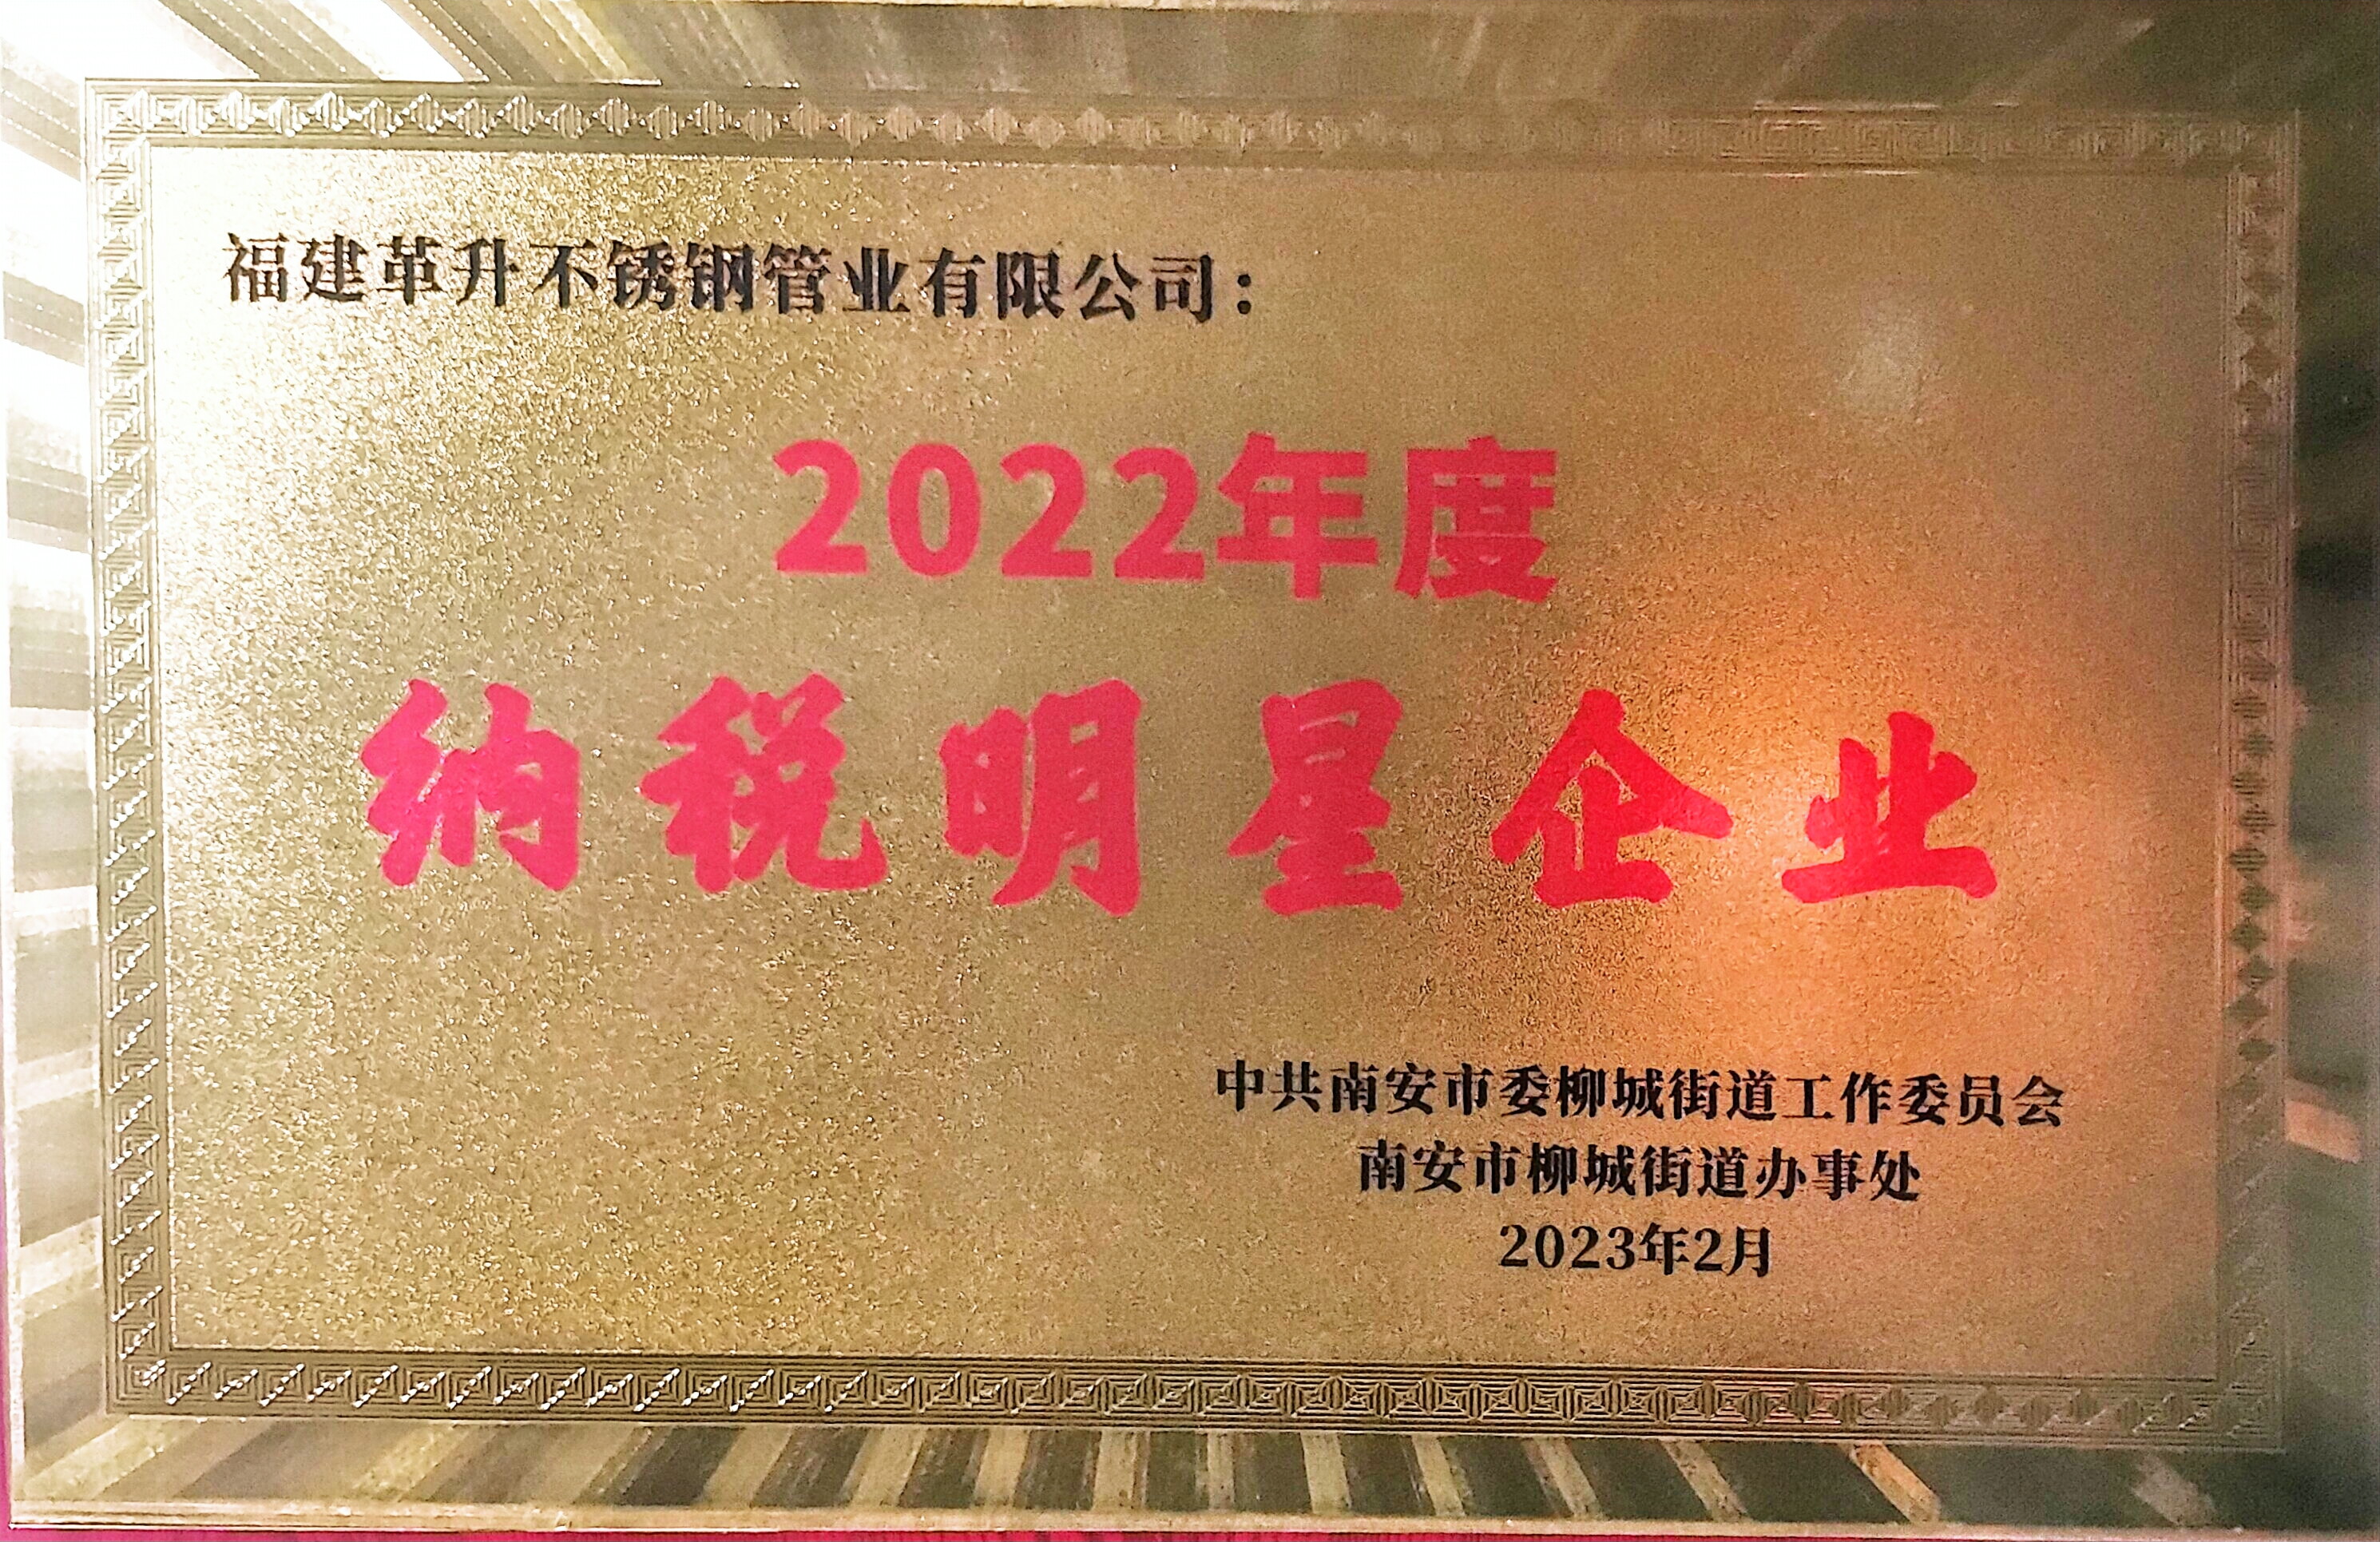 福建革升不锈钢管业有限公司：
2022年度
纳税明星企业
中共南安市委柳城街道工作委员会
南安市柳城街道办事处
2023年2月